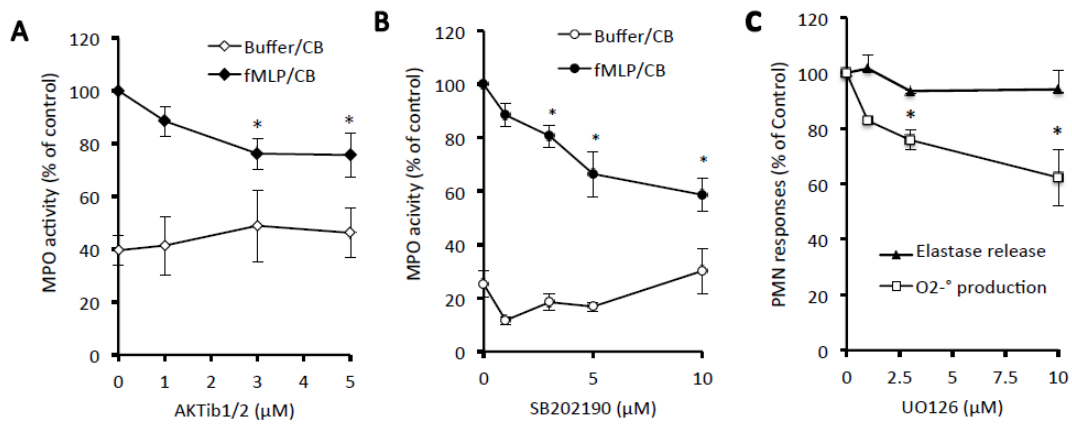 A
120
100
80
60
40
20
0
MPO activity (% of control)
Buffer/CB
fMLP/CB
*
*
0 1 2 3 4 5
AKTib1/2 (µM)
B
120
100
80
60
40
20
0
MPO acivity (% of control)
Buffer/CB
fMLP/CB
*
*
*
0 5 10
SB202190 (µM)
C
120
100
80
60
40
20
0
PMN responses (% of Control)
*
*
Elastase release
O2-° production
0 2.5 5 7.5 10
UO126 (µM)